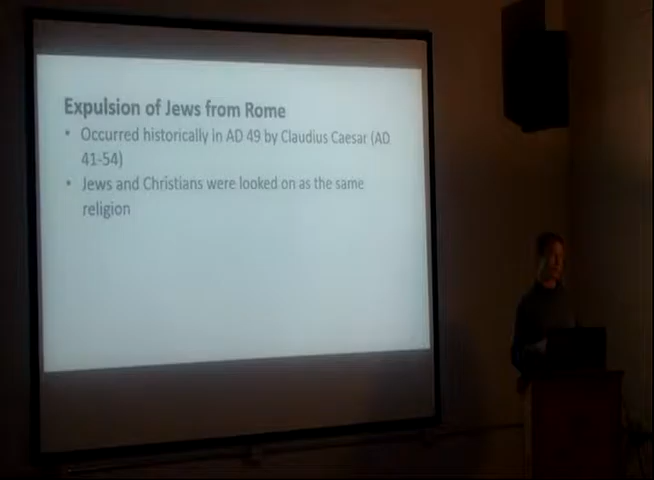 Expulsion of Jews from Rome
• Occurred historically in AD 49 by Claudius Caesar (AD
41-54)
• Jews and Christians were looked on as the same
religion